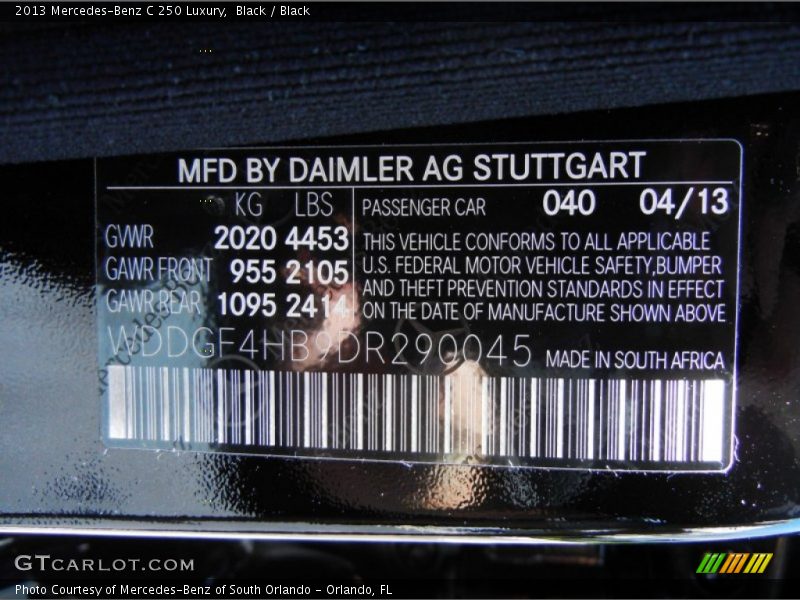 2013 Mercedes-Benz C 250 Luxury,  Black / Black
MFD BY DAIMLER AG STUTTGART
KG LBS
PASSENGER CAR 040 04/13
GVWR 2020 4453
GAWR FRONT 955 2105
GAWR REAR 1095 2414
THIS VEHICLE CONFORMS TO ALL APPLICABLE
U.S. FEDERAL MOTOR VEHICLE SAFETY,BUMPER
AND THEFT PREVENTION STANDARDS IN EFFECT
ON THE DATE OF MANUFACTURE SHOWN ABOVE
WDDGF4HB9DR290045 MADE IN SOUTH AFRICA
GTCARLOT.COM
Photo Courtesy of Mercedes-Benz of South Orlando - Orlando, FL